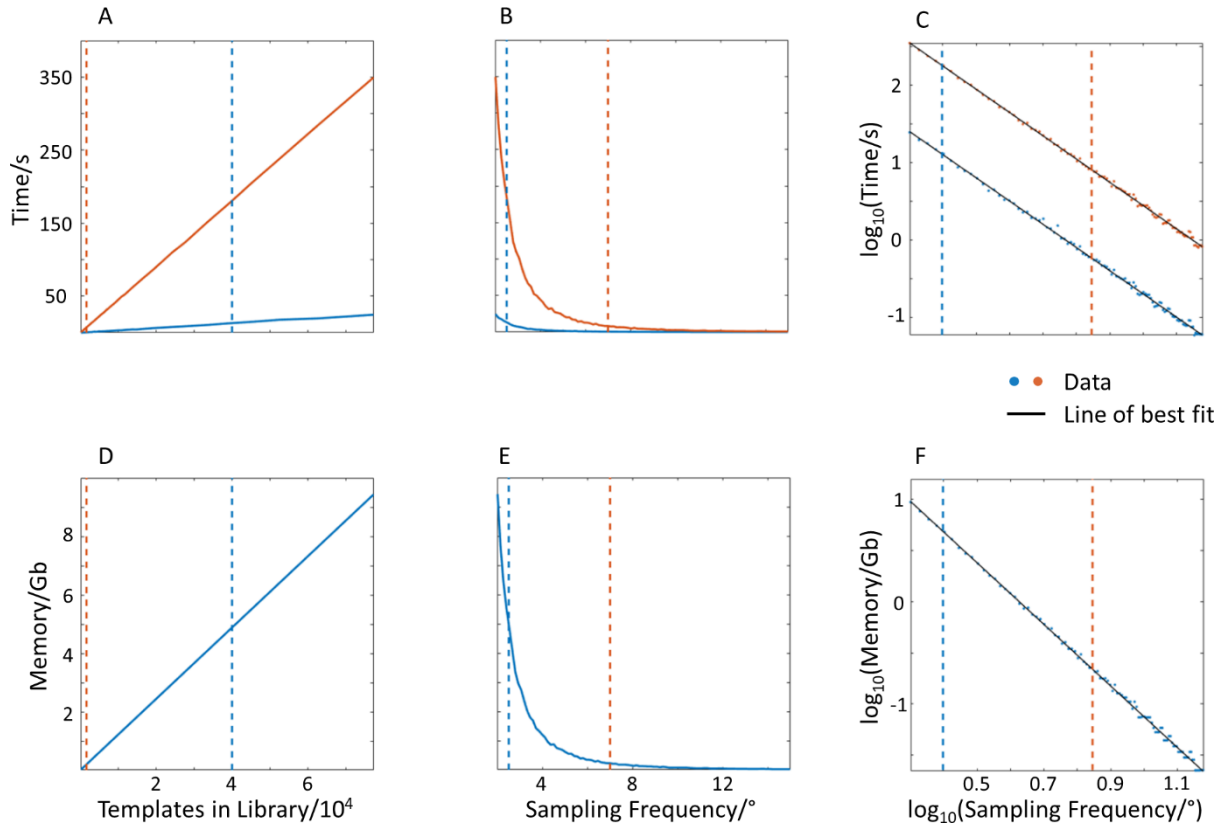 A
B
C
350
250
150
50
Time/s
2
1
0
-1
log10(Time/s)
Data
Line of best fit
D
E
F
8
6
4
2
Memory/Gb
2
4
6
Templates in Library/10⁴
4
8
12
Sampling Frequency/°
1
0
-1
log₁₀(Memory/Gb)
0.5
0.7
0.9
1.1
log₁₀(Sampling Frequency/°)